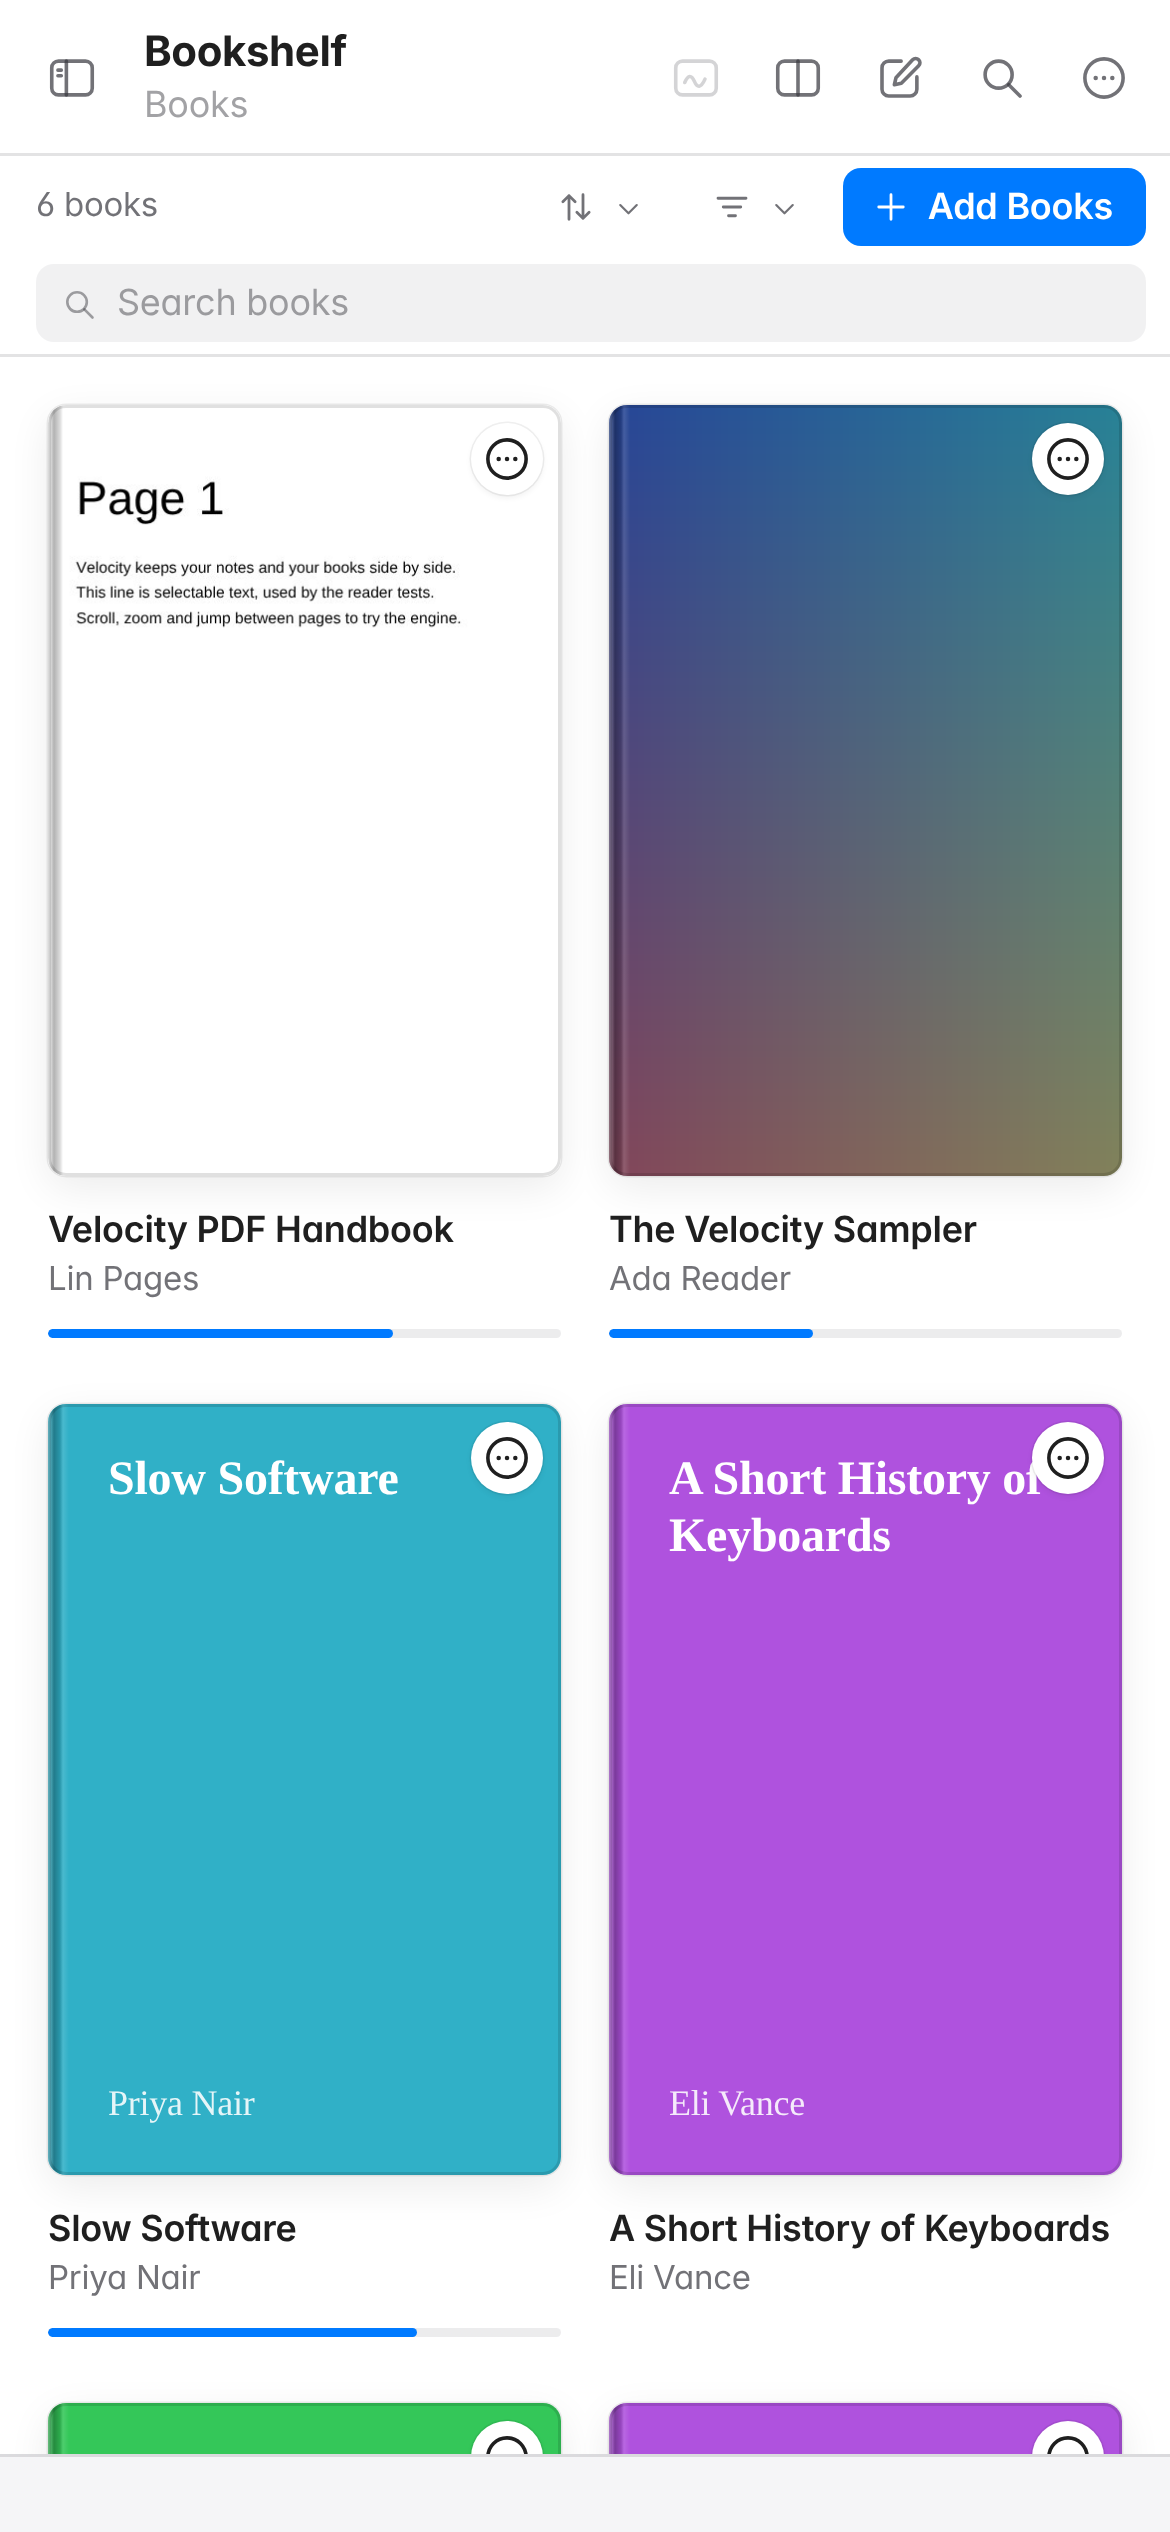 Bookshelf
Books
6 books
Add Books
Search books
Page 1
Velocity keeps your notes and your books side by side.
This line is selectable text, used by the reader tests.
Scroll, zoom and jump between pages to try the engine.
Velocity PDF Handbook
Lin Pages
The Velocity Sampler
Ada Reader
Slow Software
Priya Nair
A Short History of
Keyboards
Eli Vance
Slow Software
Priya Nair
A Short History of Keyboards
Eli Vance